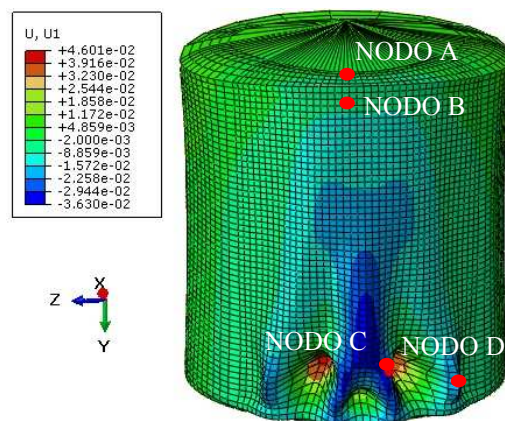 U, U1
+4.601e-02
+3.916e-02
+3.230e-02
+2.544e-02
+1.858e-02
+1.172e-02
+4.859e-03
-2.000e-03
-8.859e-03
-1.572e-02
-2.258e-02
-2.944e-02
-3.630e-02
NODO A
NODO B
X
Z
Y
NODO C
NODO D